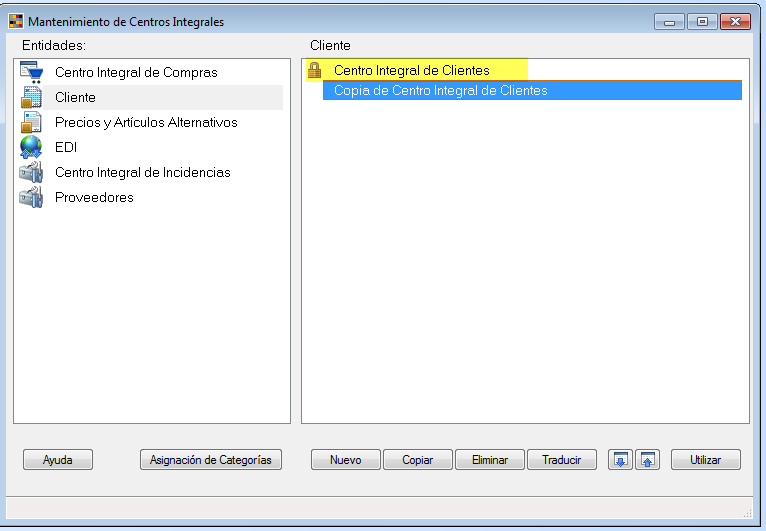 Mantenimiento de Centros Integrales
Entidades:
Centro Integral de Compras
Cliente
Precios y Artículos Alternativos
EDI
Centro Integral de Incidencias
Proveedores
Cliente
Centro Integral de Clientes
Copia de Centro Integral de Clientes
Ayuda
Asignación de Categorías
Nuevo
Copiar
Eliminar
Traducir
Utilizar